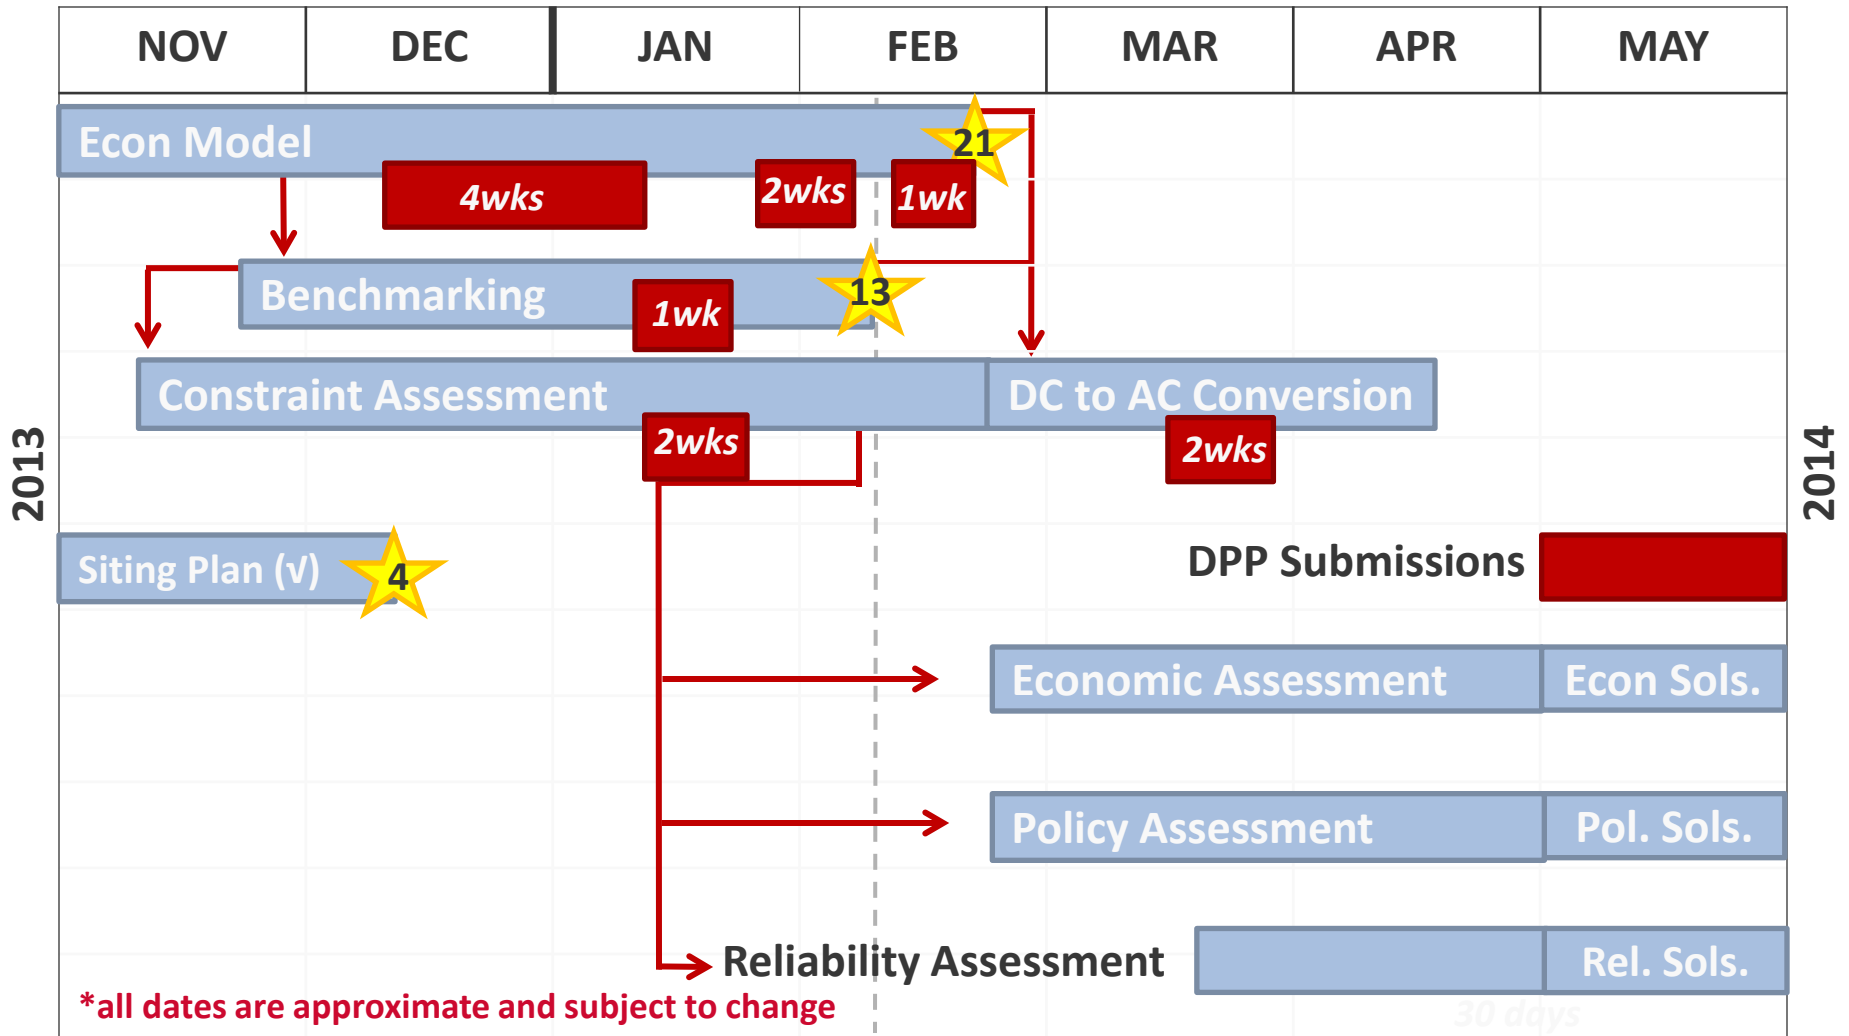 NOV DEC JAN FEB MAR APR MAY
Econ Model
21
4wks
2wks
1wk
Benchmarking
13
1wk
Constraint Assessment
DC to AC Conversion
2wks
2wks
2013
2014
Siting Plan (√)
4
DPP Submissions
Economic Assessment
Econ Sols.
Policy Assessment
Pol. Sols.
Reliability Assessment
Rel. Sols.
*all dates are approximate and subject to change
30 days